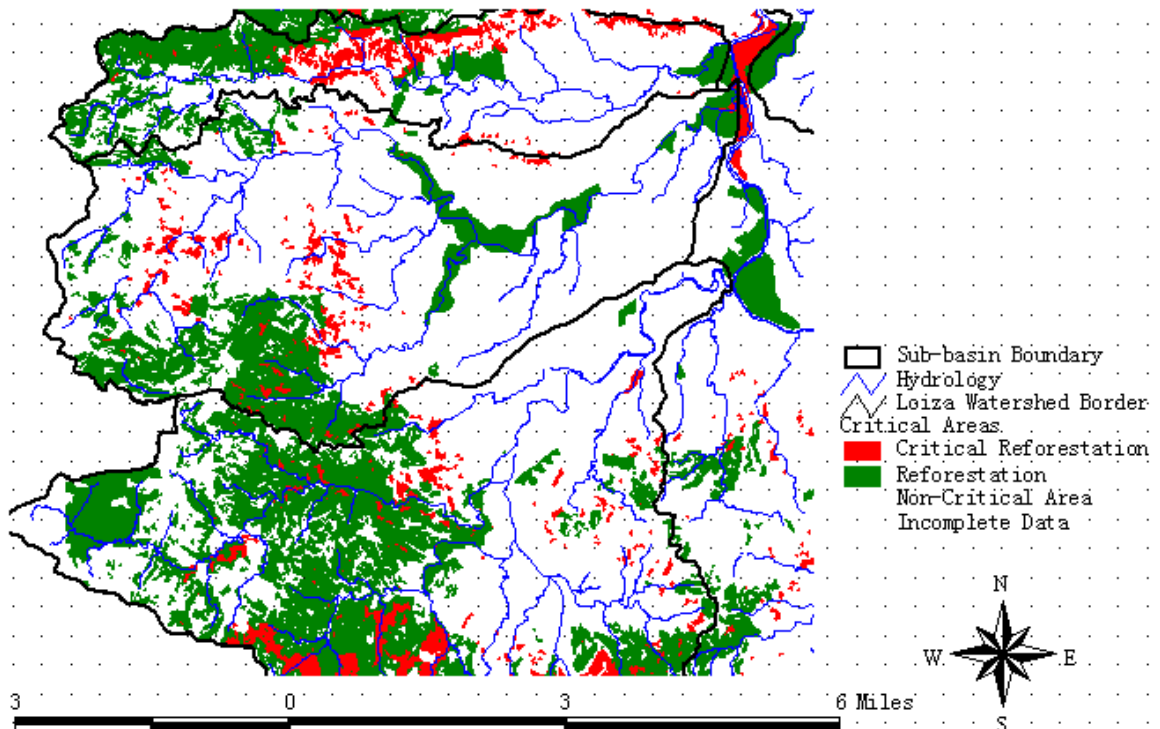 Sub-basin Boundary
Hydrology
Loiza Watershed Border
Critical Areas.
Critical Reforestation
Reforestation
Non-Critical Area
Incomplete Data
N
W E
S
3 0 3 6 Miles